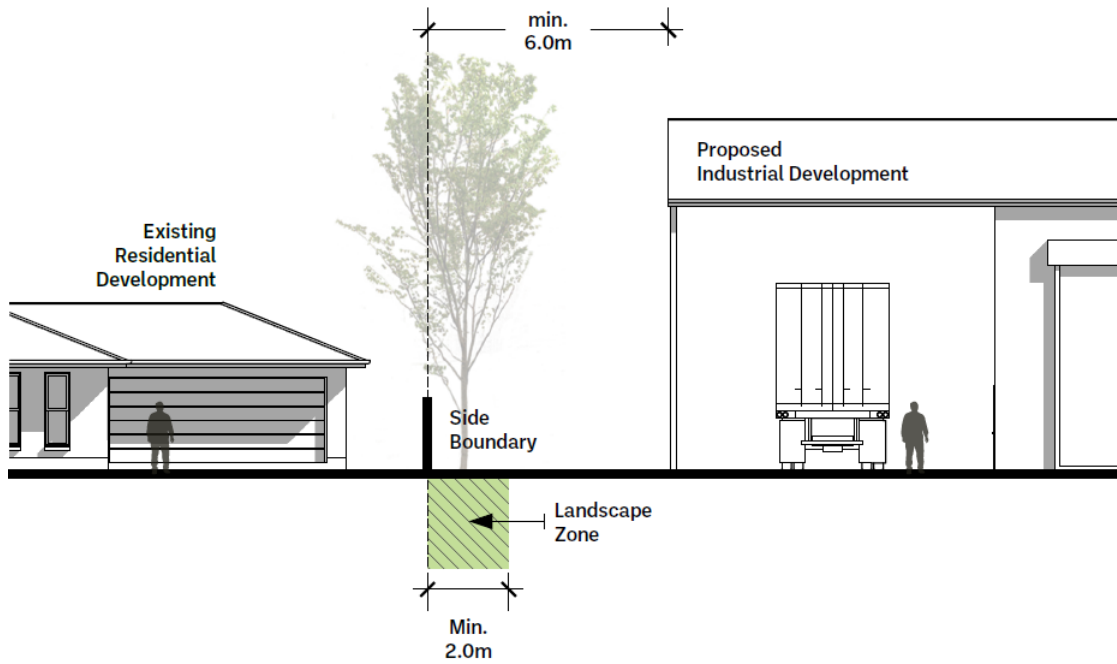 min.
6.0m
Proposed
Industrial Development
Existing
Residential
Development
Side
Boundary
Landscape
Zone
Min.
2.0m